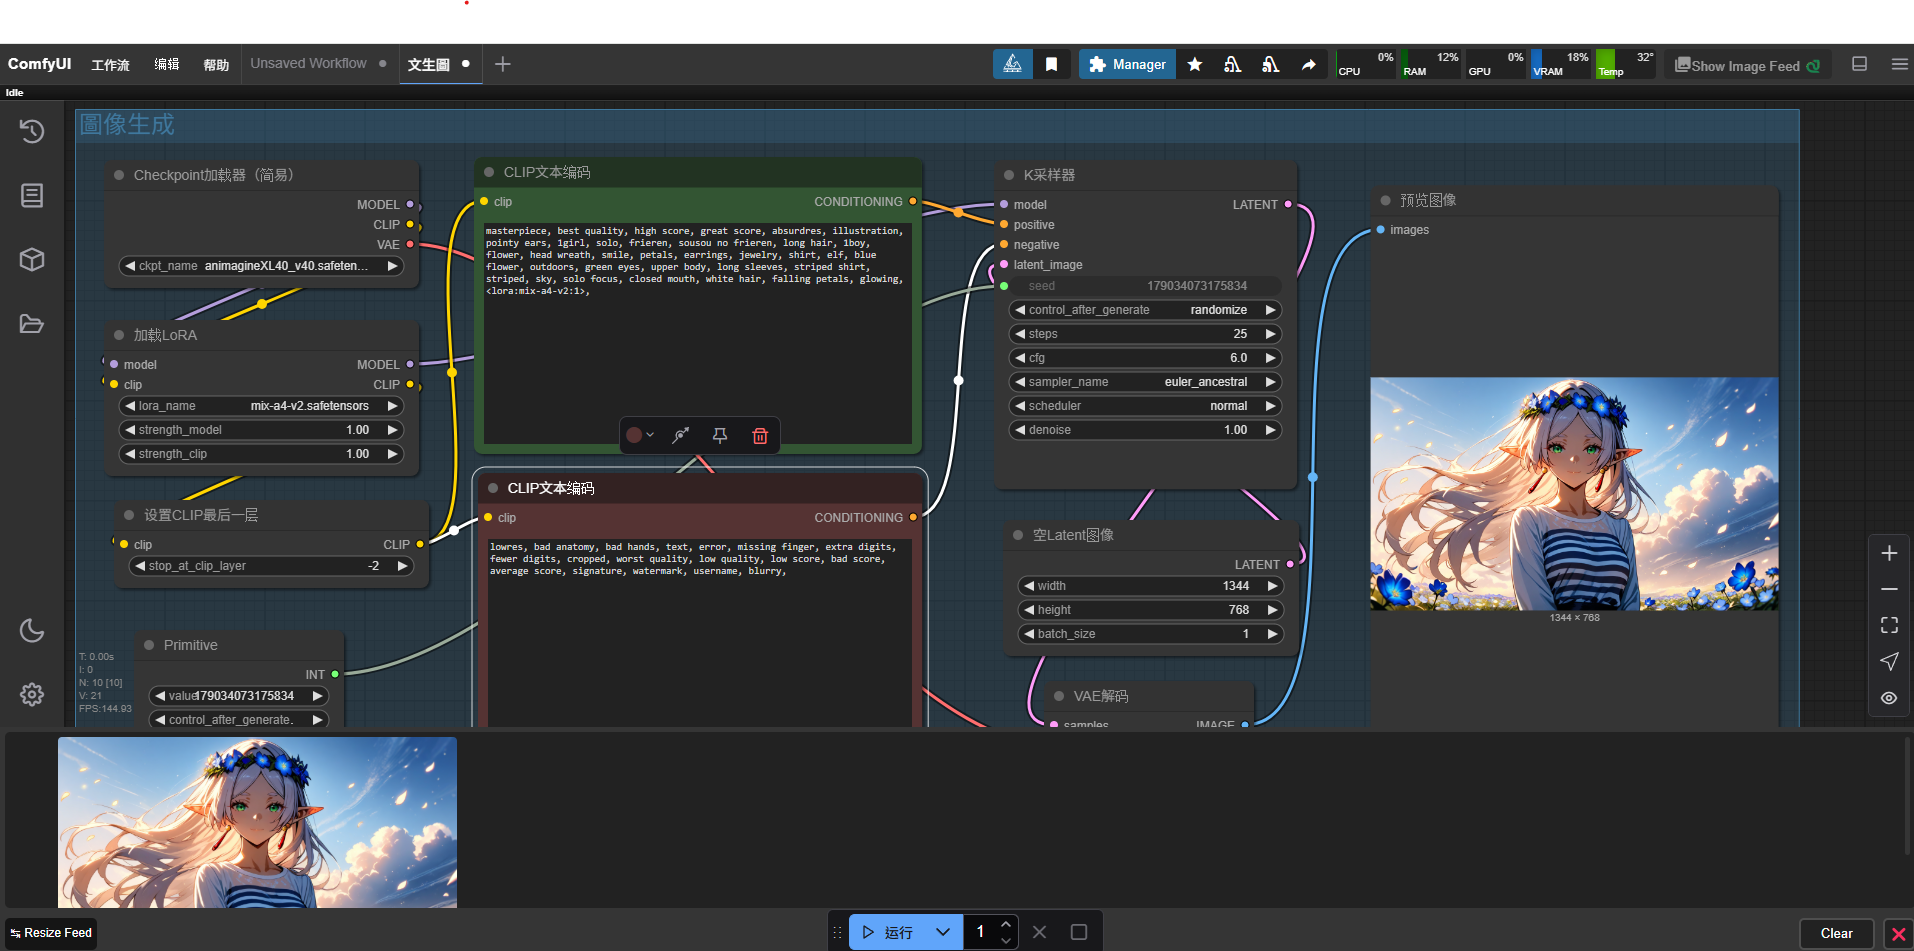 ComfyUI 工作流 编辑 帮助 Unsaved Workflow 文生圖
Manager
CPU 0% RAM 12% GPU 0% VRAM 18% Temp 32°
Show Image Feed
Idle
圖像生成
Checkpoint加载器（简易）
MODEL
CLIP
VAE
ckpt_name animagineXL40_v40.safeten...
加载LoRA
model MODEL
clip CLIP
lora_name mix-a4-v2.safetensors
strength_model 1.00
strength_clip 1.00
设置CLIP最后一层
clip CLIP
stop_at_clip_layer -2
Primitive
INT
value 179034073175834
control_after_generate.
T: 0.00s
I: 0
N: 10 [10]
V: 21
FPS:144.93
CLIP文本编码
clip CONDITIONING
masterpiece, best quality, high score, great score, absurdres, illustration,
pointy ears, 1girl, solo, frieren, sousou no frieren, long hair, 1boy,
flower, head wreath, smile, petals, earrings, jewelry, shirt, elf, blue
flower, outdoors, green eyes, upper body, long sleeves, striped shirt,
striped, sky, solo focus, closed mouth, white hair, falling petals, glowing,
<lora:mix-a4-v2:1>,
CLIP文本编码
clip CONDITIONING
lowres, bad anatomy, bad hands, text, error, missing finger, extra digits,
fewer digits, cropped, worst quality, low quality, low score, bad score,
average score, signature, watermark, username, blurry,
K采样器
model LATENT
positive
negative
latent_image
seed 179034073175834
control_after_generate randomize
steps 25
cfg 6.0
sampler_name euler_ancestral
scheduler normal
denoise 1.00
空Latent图像
LATENT
width 1344
height 768
batch_size 1
VAE解码
samples IMAGE
预览图像
images
1344 × 768
Resize Feed
运行 1
Clear